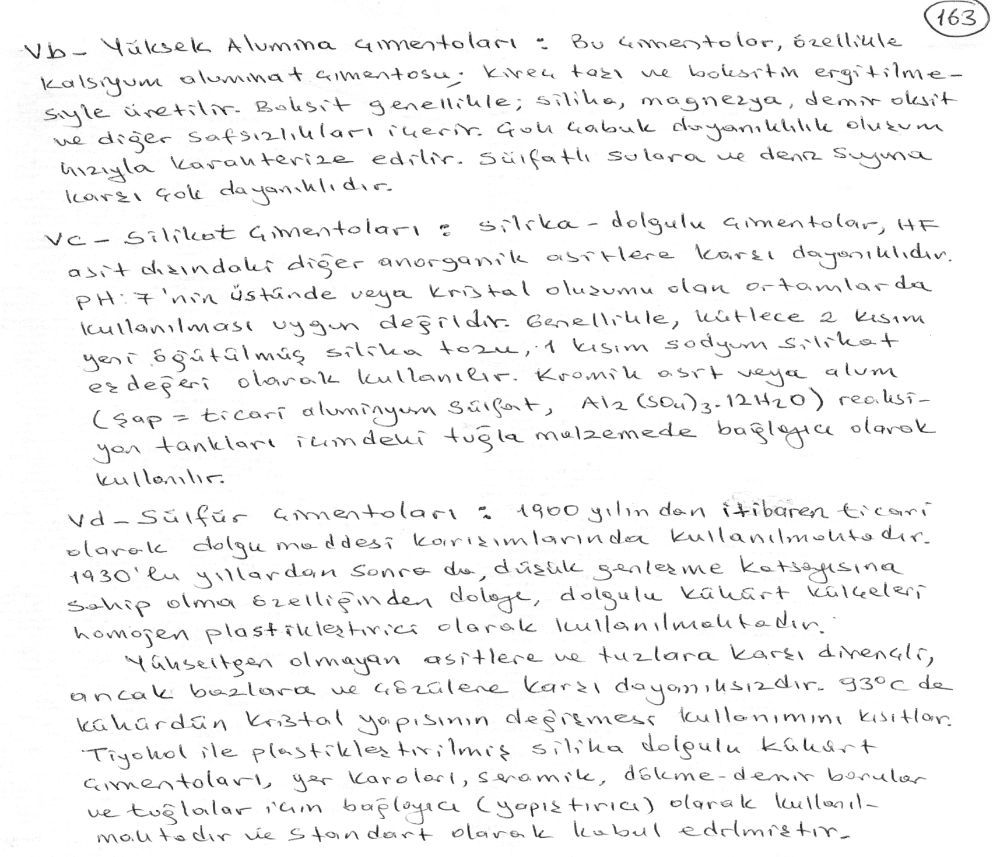 163
Vb- Yüksek Alumina Çimentoları : Bu çimentolar, özellikle
kalsiyum aluminat çimentosu; kireç taşı ve boksitin ergitilme-
siyle üretilir. Boksit genellikle; silika, magnezya, demir oksit
ve diğer safsızlıkları içerir. Çok çabuk dayanıklılık oluşum
hızıyla karakterize edilir. Sülfatlı sulara ve deniz suyuna
karşı çok dayanıklıdır.
Vc - Silikat Çimentoları : Silika - dolgulu çimentolar, HF
asit dışındaki diğer anorganik asitlere karşı dayanıklıdır.
PH: 7'nin üstünde veya kristal oluşumu olan ortamlarda
kullanılması uygun değildir. Genellikle, kütlece 2 kısım
yeni öğütülmüş silika tozu, 1 kısım sodyum silikat
eşdeğeri olarak kullanılır. Kromik asit veya alum
(şap = ticari aluminyum sülfat, Al2(SO4)3.12H2O) reaksi-
yon tankları içindeki tuğla malzemede bağlayıcı olarak
kullanılır.
Vd - Sülfür Çimentoları : 1900 yılından itibaren ticari
olarak dolgu maddesi karışımlarında kullanılmaktadır.
1930'lu yıllardan sonra da, düşük genleşme katsayısına
sahip olma özelliğinden dolayı, dolgulu kükürt külçeleri
homojen plastikleştirici olarak kullanılmaktadır.
Yükseltgen olmayan asitlere ve tuzlara karşı dirençli,
ancak bazlara ve çözülene karşı dayanıksızdır. 93°C de
kükürdün kristal yapısının değişmesi kullanımını kısıtlar.
Tiyokol ile plastikleştirilmiş silika dolgulu kükürt
çimentoları, yer karoları, seramik, dökme-demir borular
ve tuğlalar için bağlayıcı (yapıştırıcı) olarak kullanıl-
maktadır ve standart olarak kabul edilmiştir.